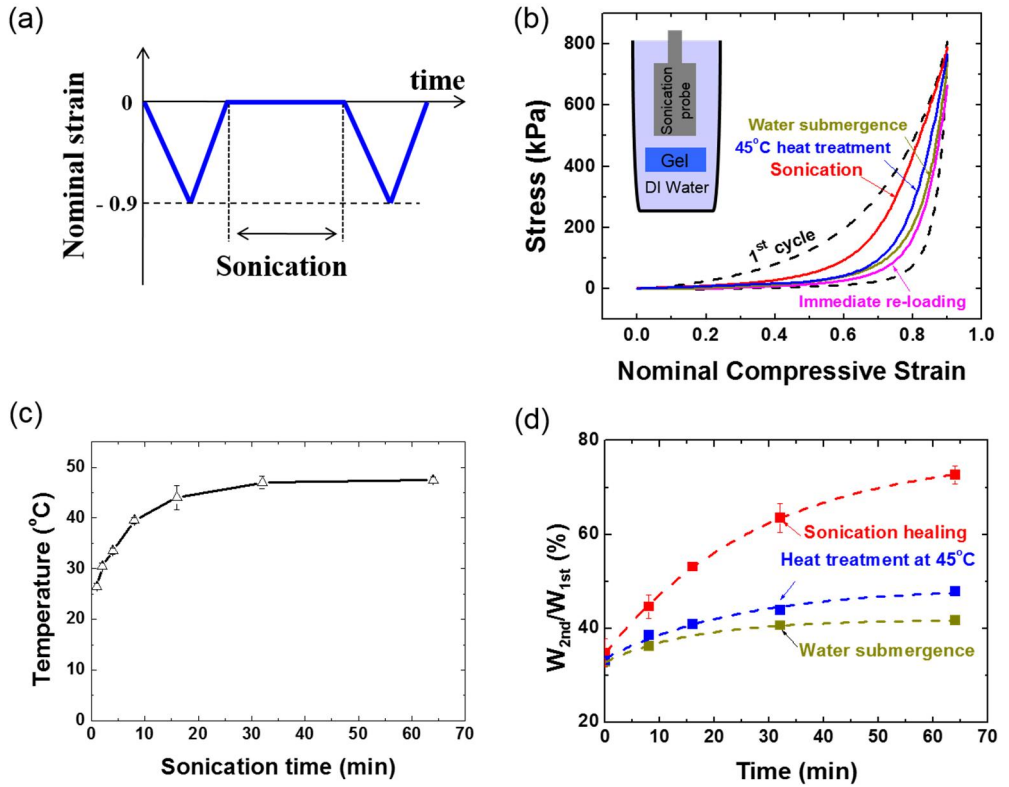 (a)
Nominal strain
time
0
- 0.9
Sonication
(b)
Stress (kPa)
800
600
400
200
0
0.0 0.2 0.4 0.6 0.8 1.0
Nominal Compressive Strain
Sonication
probe
Gel
DI Water
Water submergence
45°C heat treatment
Sonication
1st cycle
Immediate re-loading
(c)
Temperature (°C)
50
40
30
20
10
0
0 10 20 30 40 50 60 70
Sonication time (min)
(d)
W2nd/W1st (%)
80
60
40
20
0 10 20 30 40 50 60 70
Time (min)
Sonication healing
Heat treatment at 45°C
Water submergence